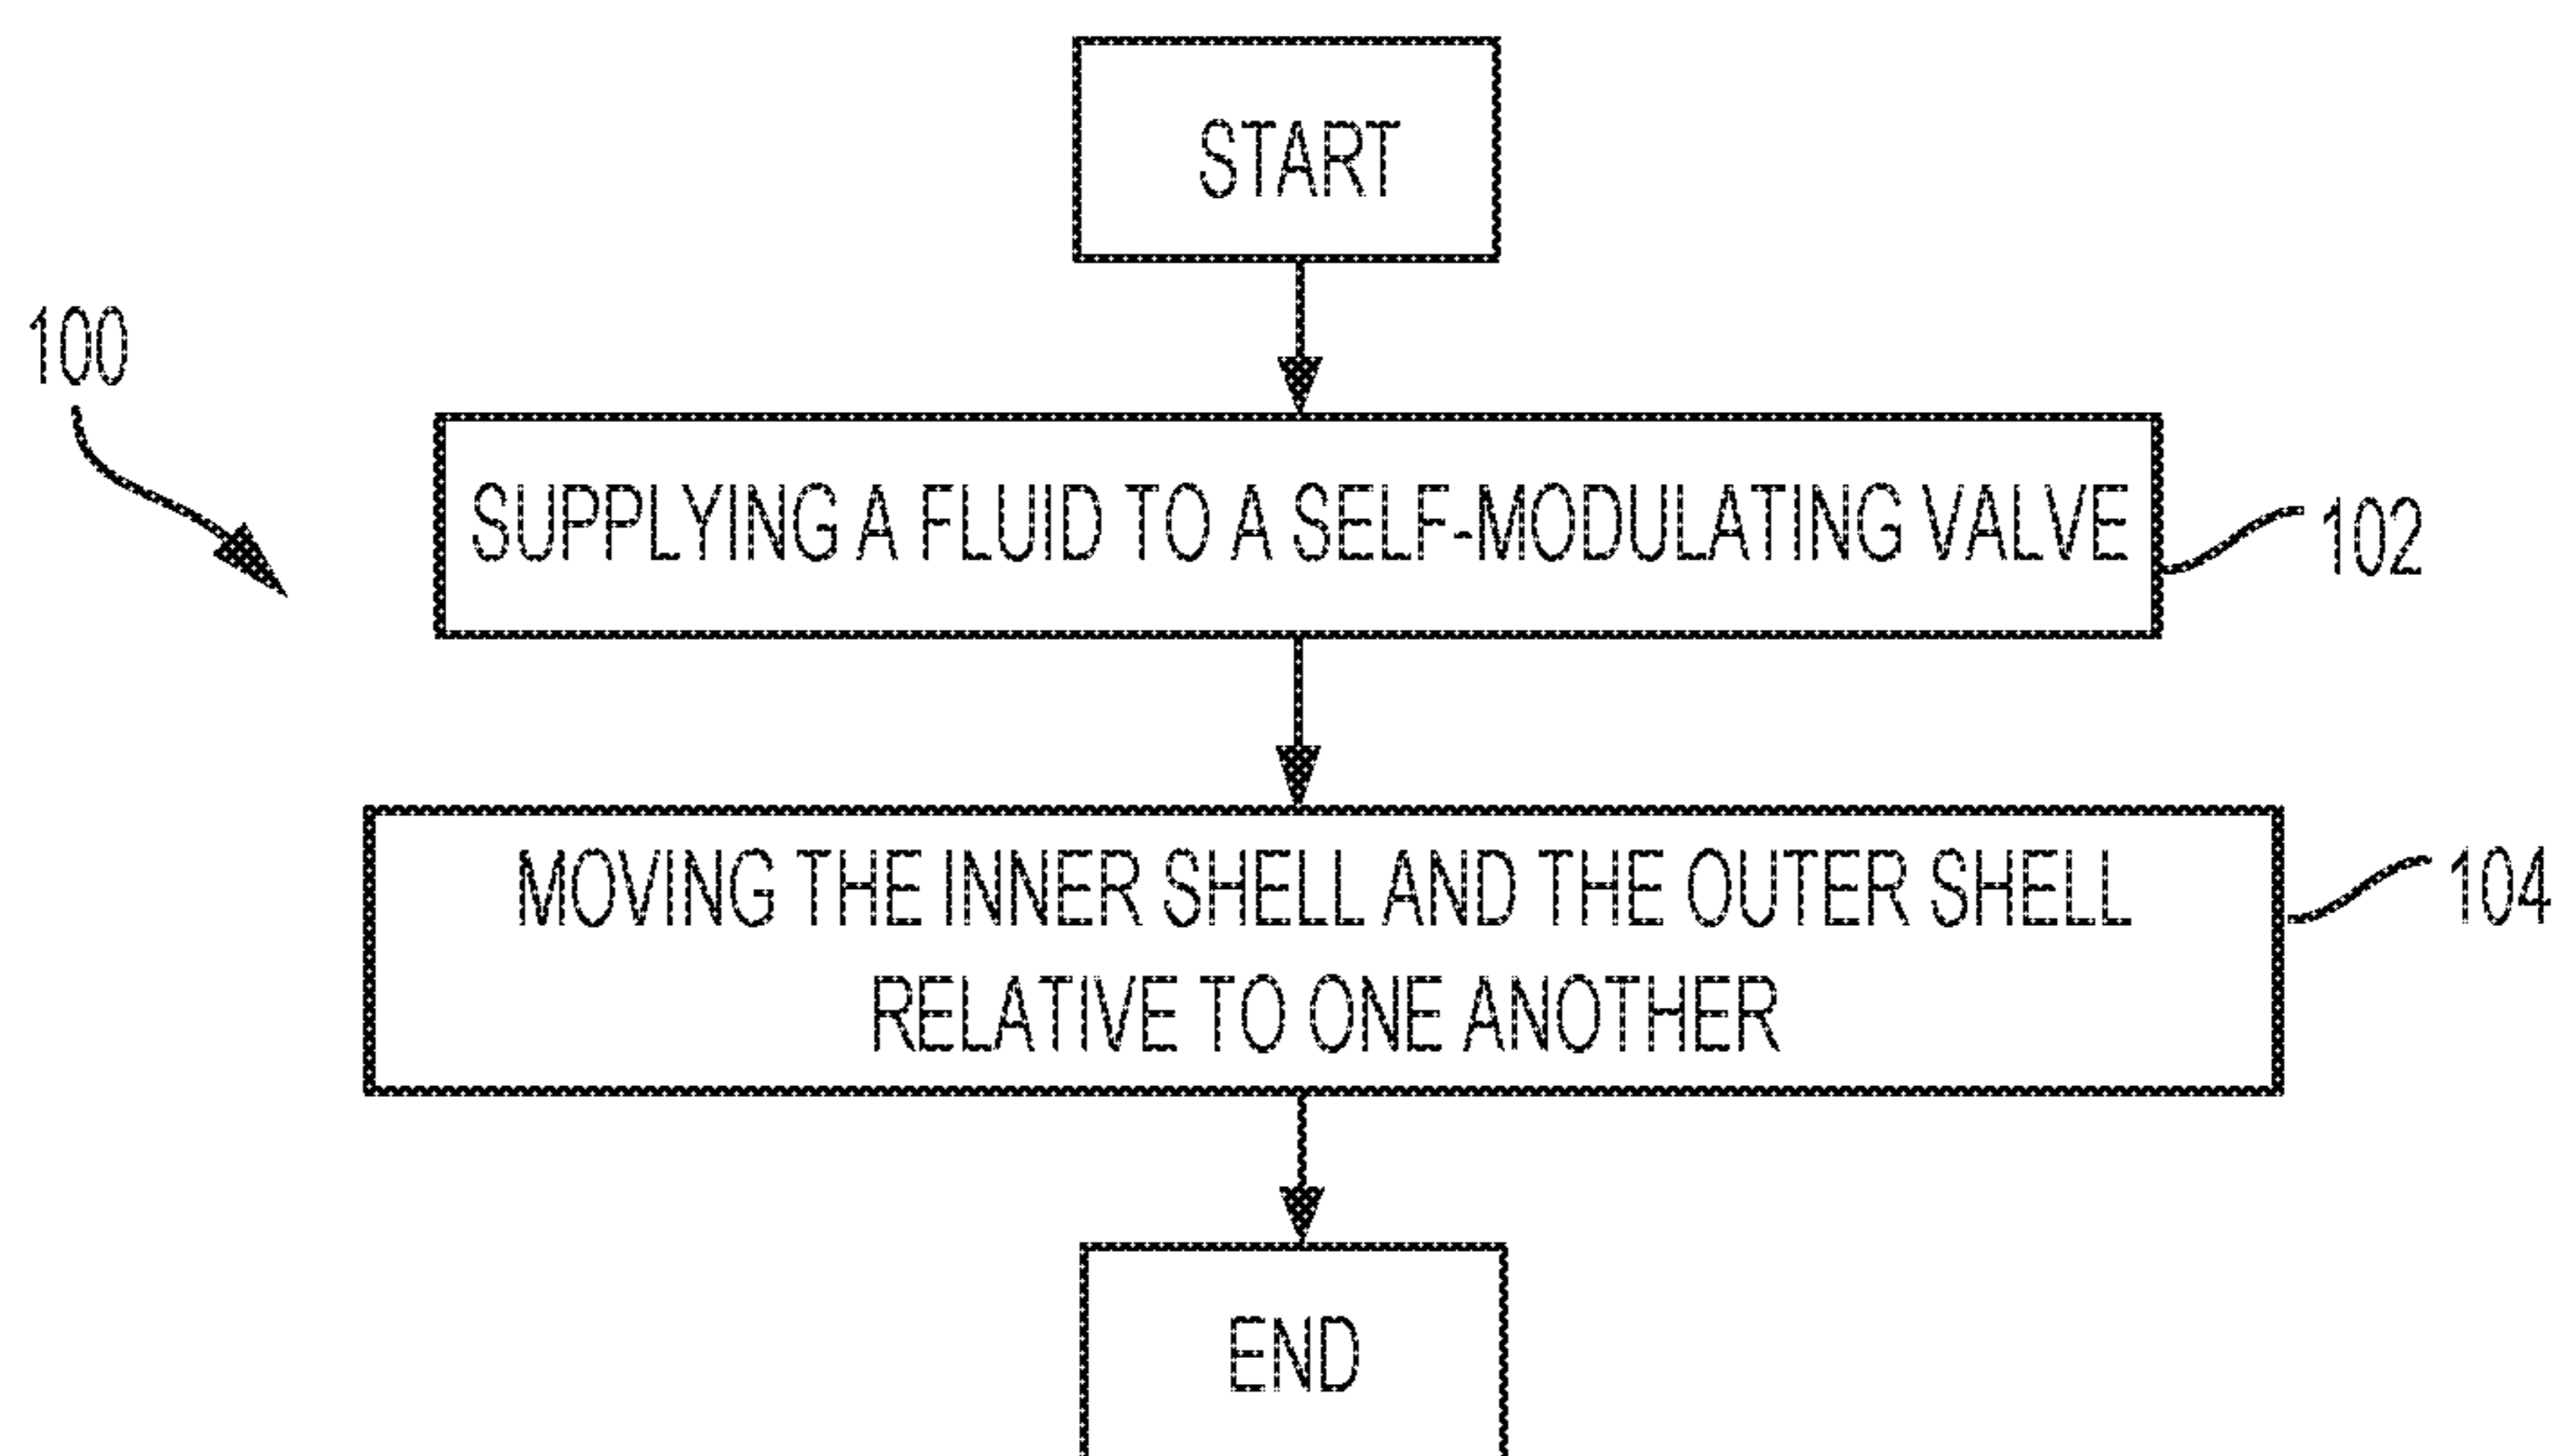 START
100
SUPPLYING A FLUID TO A SELF-MODULATING VALVE
102
MOVING THE INNER SHELL AND THE OUTER SHELL
RELATIVE TO ONE ANOTHER
104
END